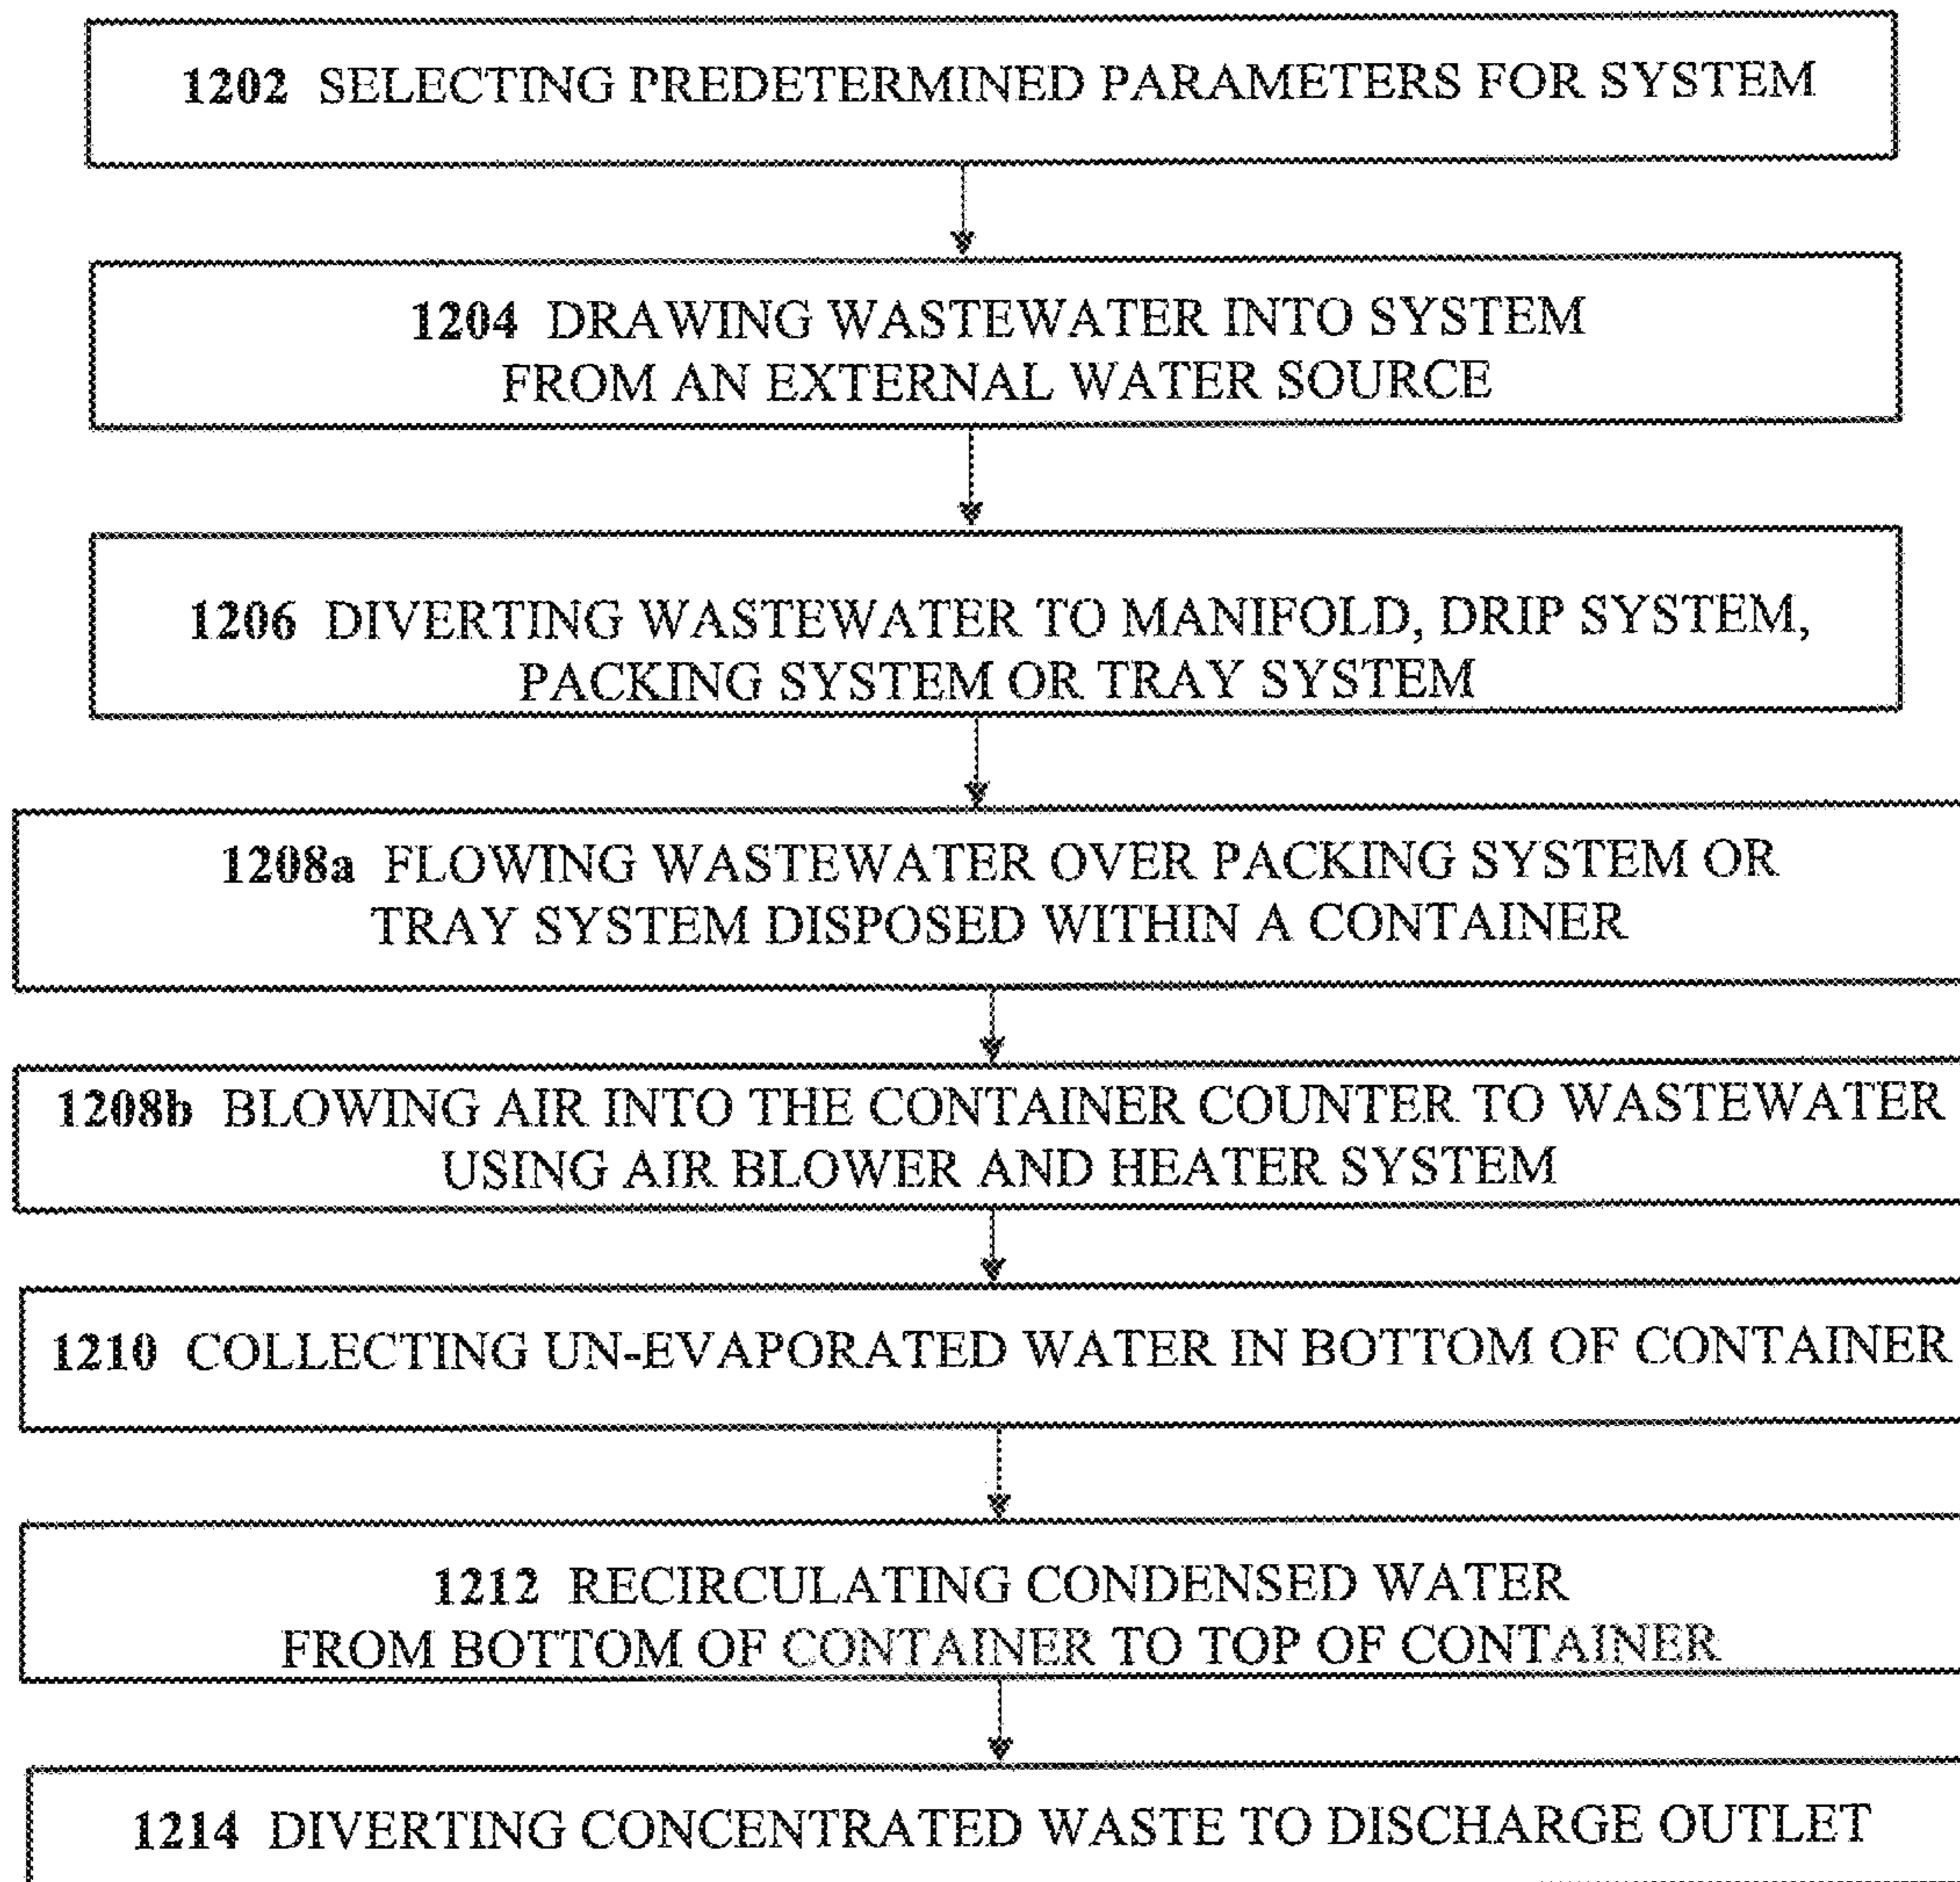 1202 SELECTING PREDETERMINED PARAMETERS FOR SYSTEM
1204 DRAWING WASTEWATER INTO SYSTEM
FROM AN EXTERNAL WATER SOURCE
1206 DIVERTING WASTEWATER TO MANIFOLD, DRIP SYSTEM,
PACKING SYSTEM OR TRAY SYSTEM
1208a FLOWING WASTEWATER OVER PACKING SYSTEM OR
TRAY SYSTEM DISPOSED WITHIN A CONTAINER
1208b BLOWING AIR INTO THE CONTAINER COUNTER TO WASTEWATER
USING AIR BLOWER AND HEATER SYSTEM
1210 COLLECTING UN-EVAPORATED WATER IN BOTTOM OF CONTAINER
1212 RECIRCULATING CONDENSED WATER
FROM BOTTOM OF CONTAINER TO TOP OF CONTAINER
1214 DIVERTING CONCENTRATED WASTE TO DISCHARGE OUTLET